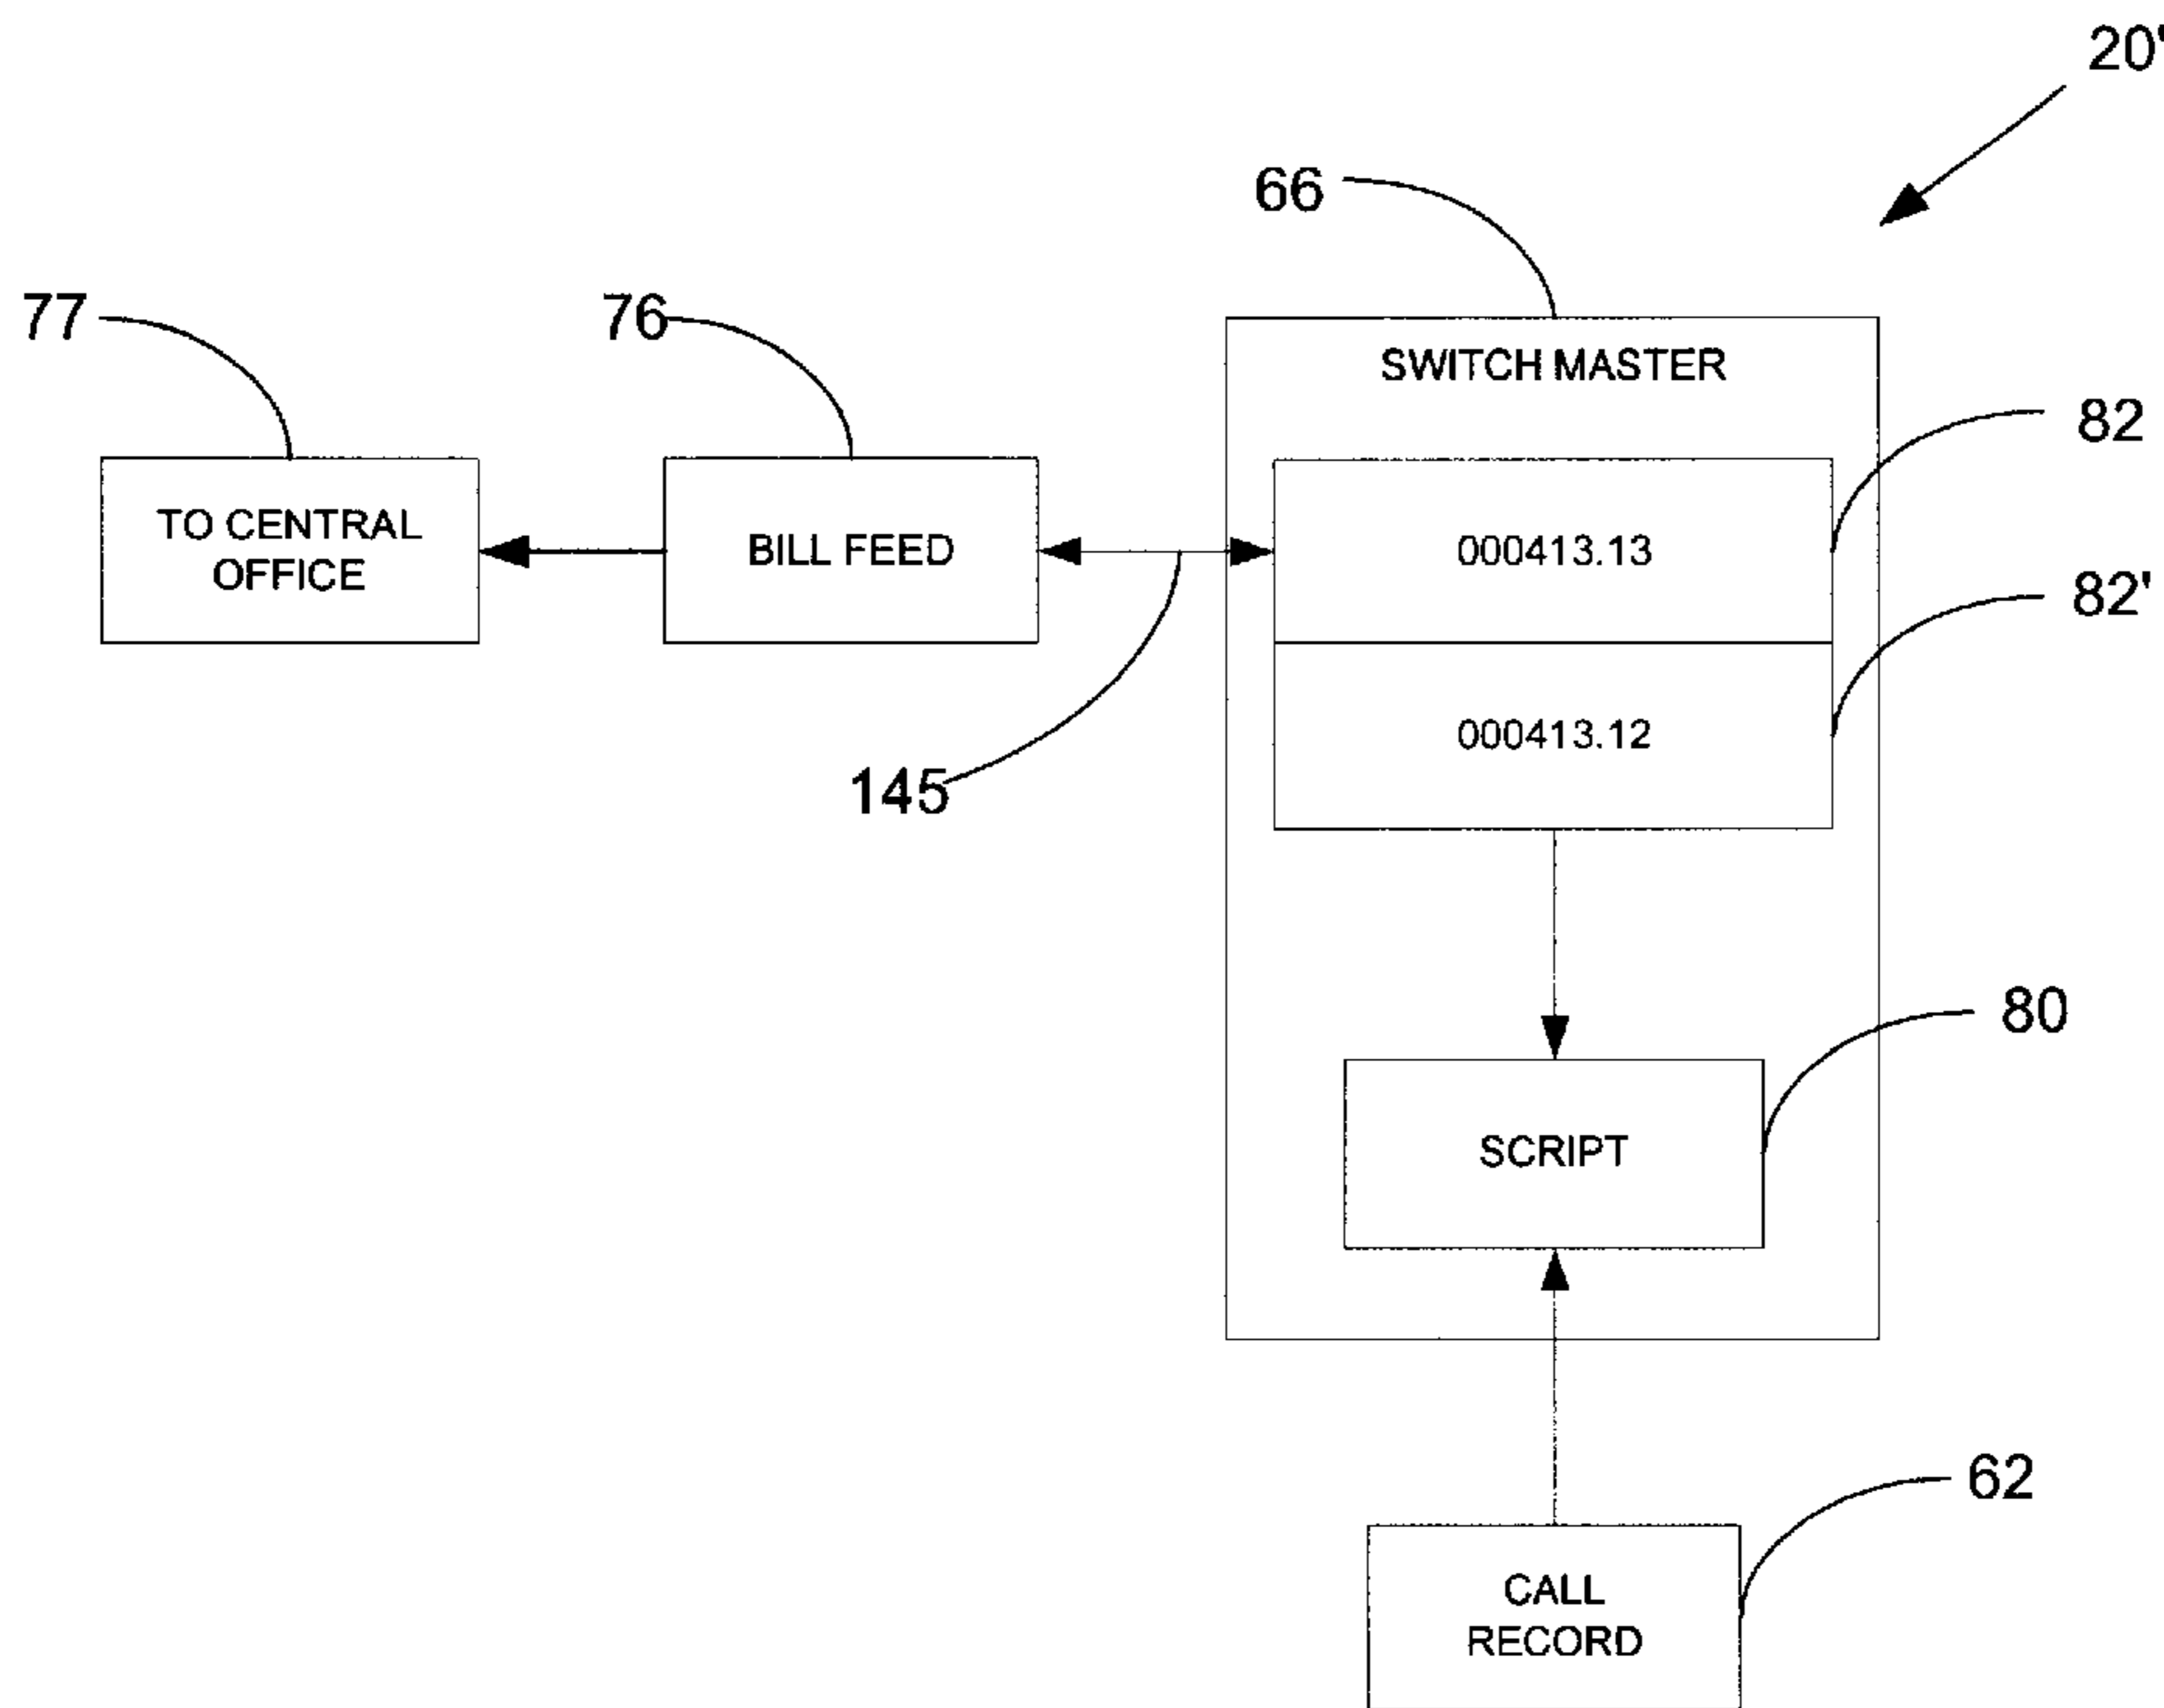 20'
66
77
76
SWITCH MASTER
82
TO CENTRAL
OFFICE
BILL FEED
000413.13
82'
000413.12
145
80
SCRIPT
62
CALL
RECORD